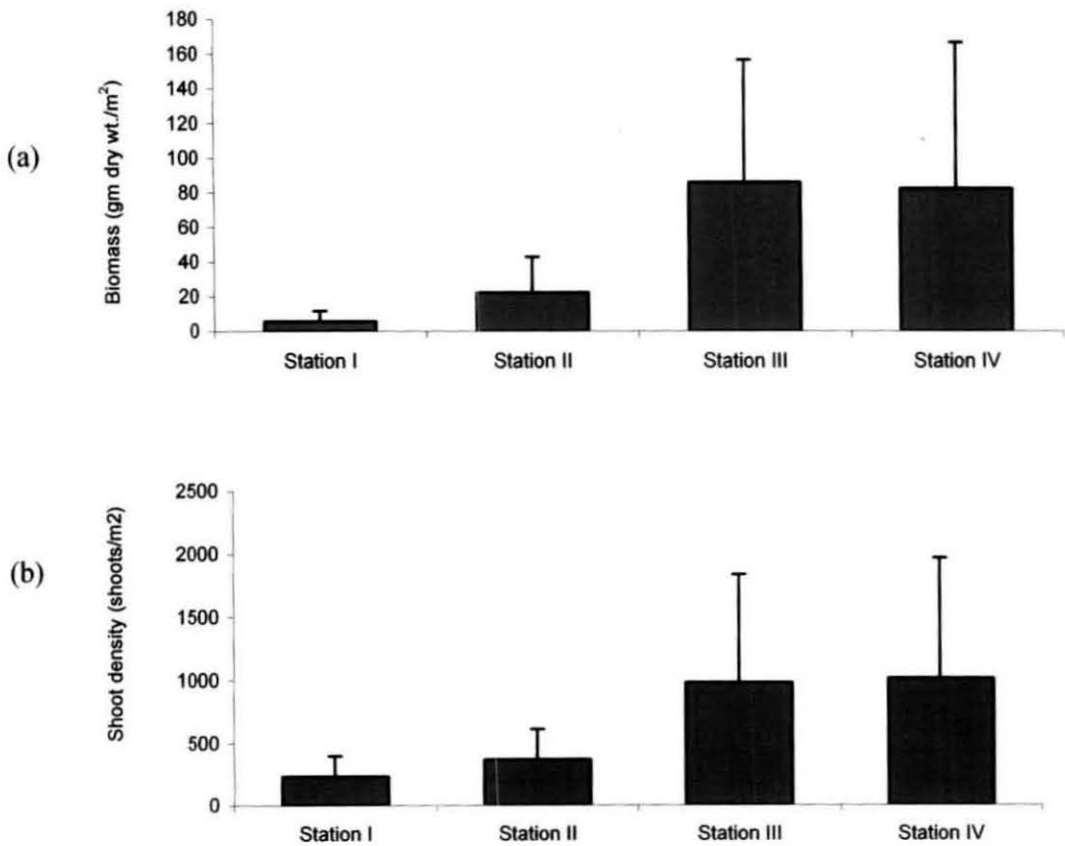 (a)
Biomass (gm dry wt./m²)
180
160
140
120
100
80
60
40
20
0
Station I Station II Station III Station IV
(b)
Shoot density (shoots/m2)
2500
2000
1500
1000
500
0
Station I Station II Station III Station IV